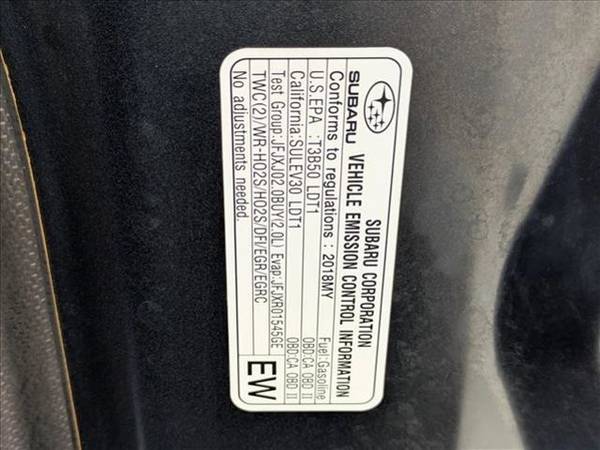 SUBARU
SUBARU CORPORATION
VEHICLE EMISSION CONTROL INFORMATION
Conforms to regulations : 2018MY Fuel:Gasoline
U.S.EPA :T3B50 LDT1 OBD:CA OBD II
California:SULEV30 LDT1 OBD:CA OBD II
Test Group:JFJXJ02.0BUY(2.0L) Evap:JFJXR01545GE
TWC(2)/WR-HO2S/HO2S/DFI/EGR/EGRC
No adjustments needed.
EW